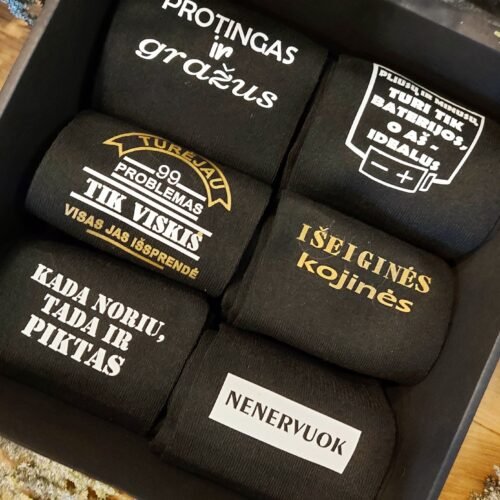 PROTINGAS
in
gražus
PLIUSŲ IR MINUSŲ
TURI TIK
BATERIJOS,
O AŠ -
IDEALUS
- +
TURĖJAU
99
PROBLEMAS
TIK VISKIS
VISAS JAS IŠSPRENDĖ
IŠEIGINĖS
kojinės
KADA NORIU,
TADA IR
PIKTAS
NENERVUOK